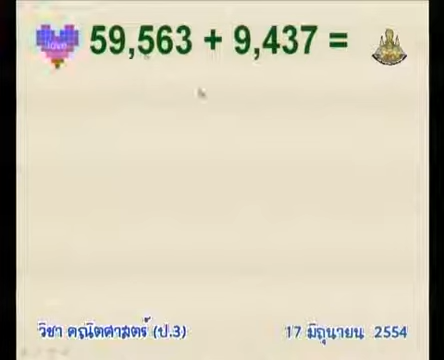 59,563 + 9,437 =
love
วิชา คณิตศาสตร์ (ป.3)
17 มิถุนายน 2554